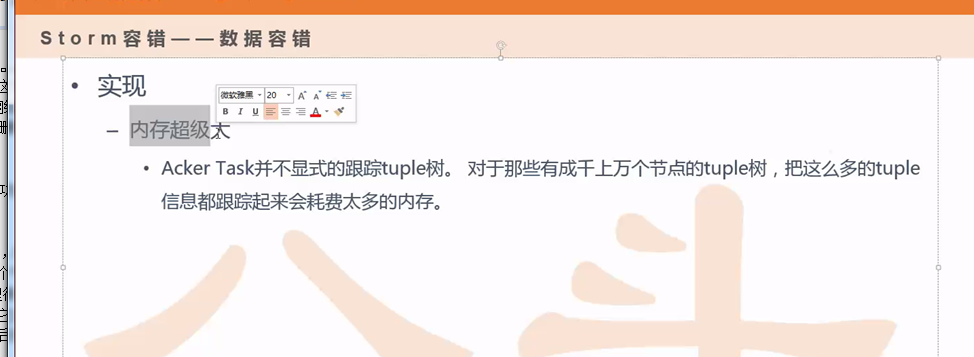 Storm容错——数据容错
• 实现
微软雅黑 20
B I U A
– 内存超级大
• Acker Task并不显式的跟踪tuple树。 对于那些有成千上万个节点的tuple树，把这么多的tuple
信息都跟踪起来会耗费太多的内存。